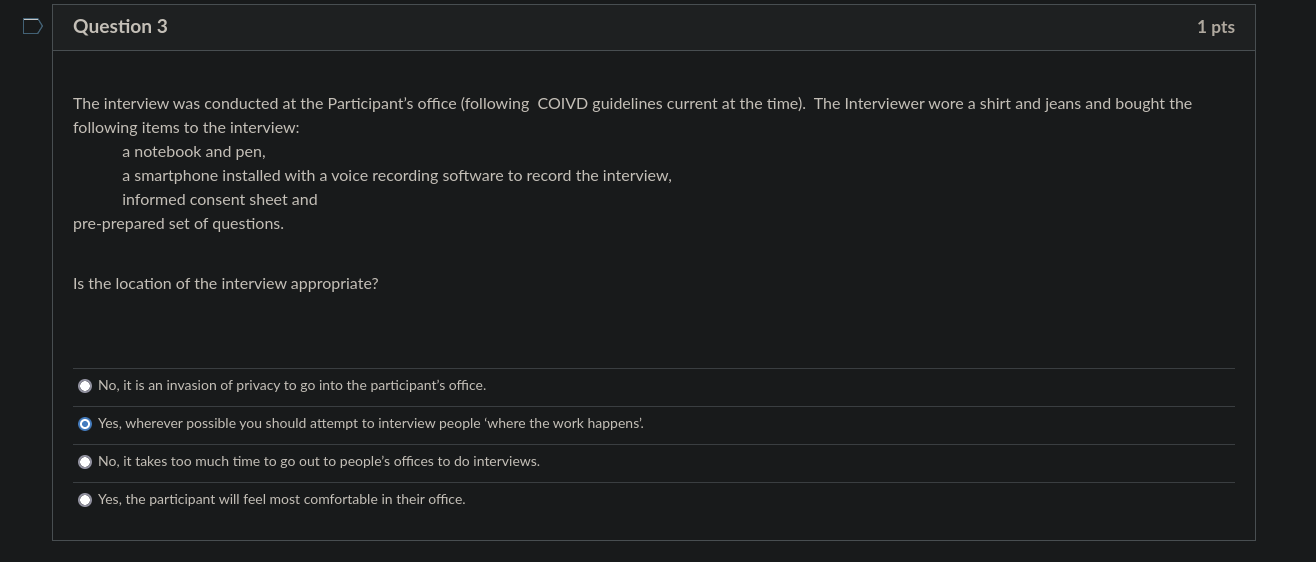 Question 3
1 pts
The interview was conducted at the Participant’s office (following  COIVD guidelines current at the time).  The Interviewer wore a shirt and jeans and bought the
following items to the interview:
a notebook and pen,
a smartphone installed with a voice recording software to record the interview,
informed consent sheet and
pre-prepared set of questions.
Is the location of the interview appropriate?
No, it is an invasion of privacy to go into the participant’s office.
Yes, wherever possible you should attempt to interview people ‘where the work happens’.
No, it takes too much time to go out to people’s offices to do interviews.
Yes, the participant will feel most comfortable in their office.